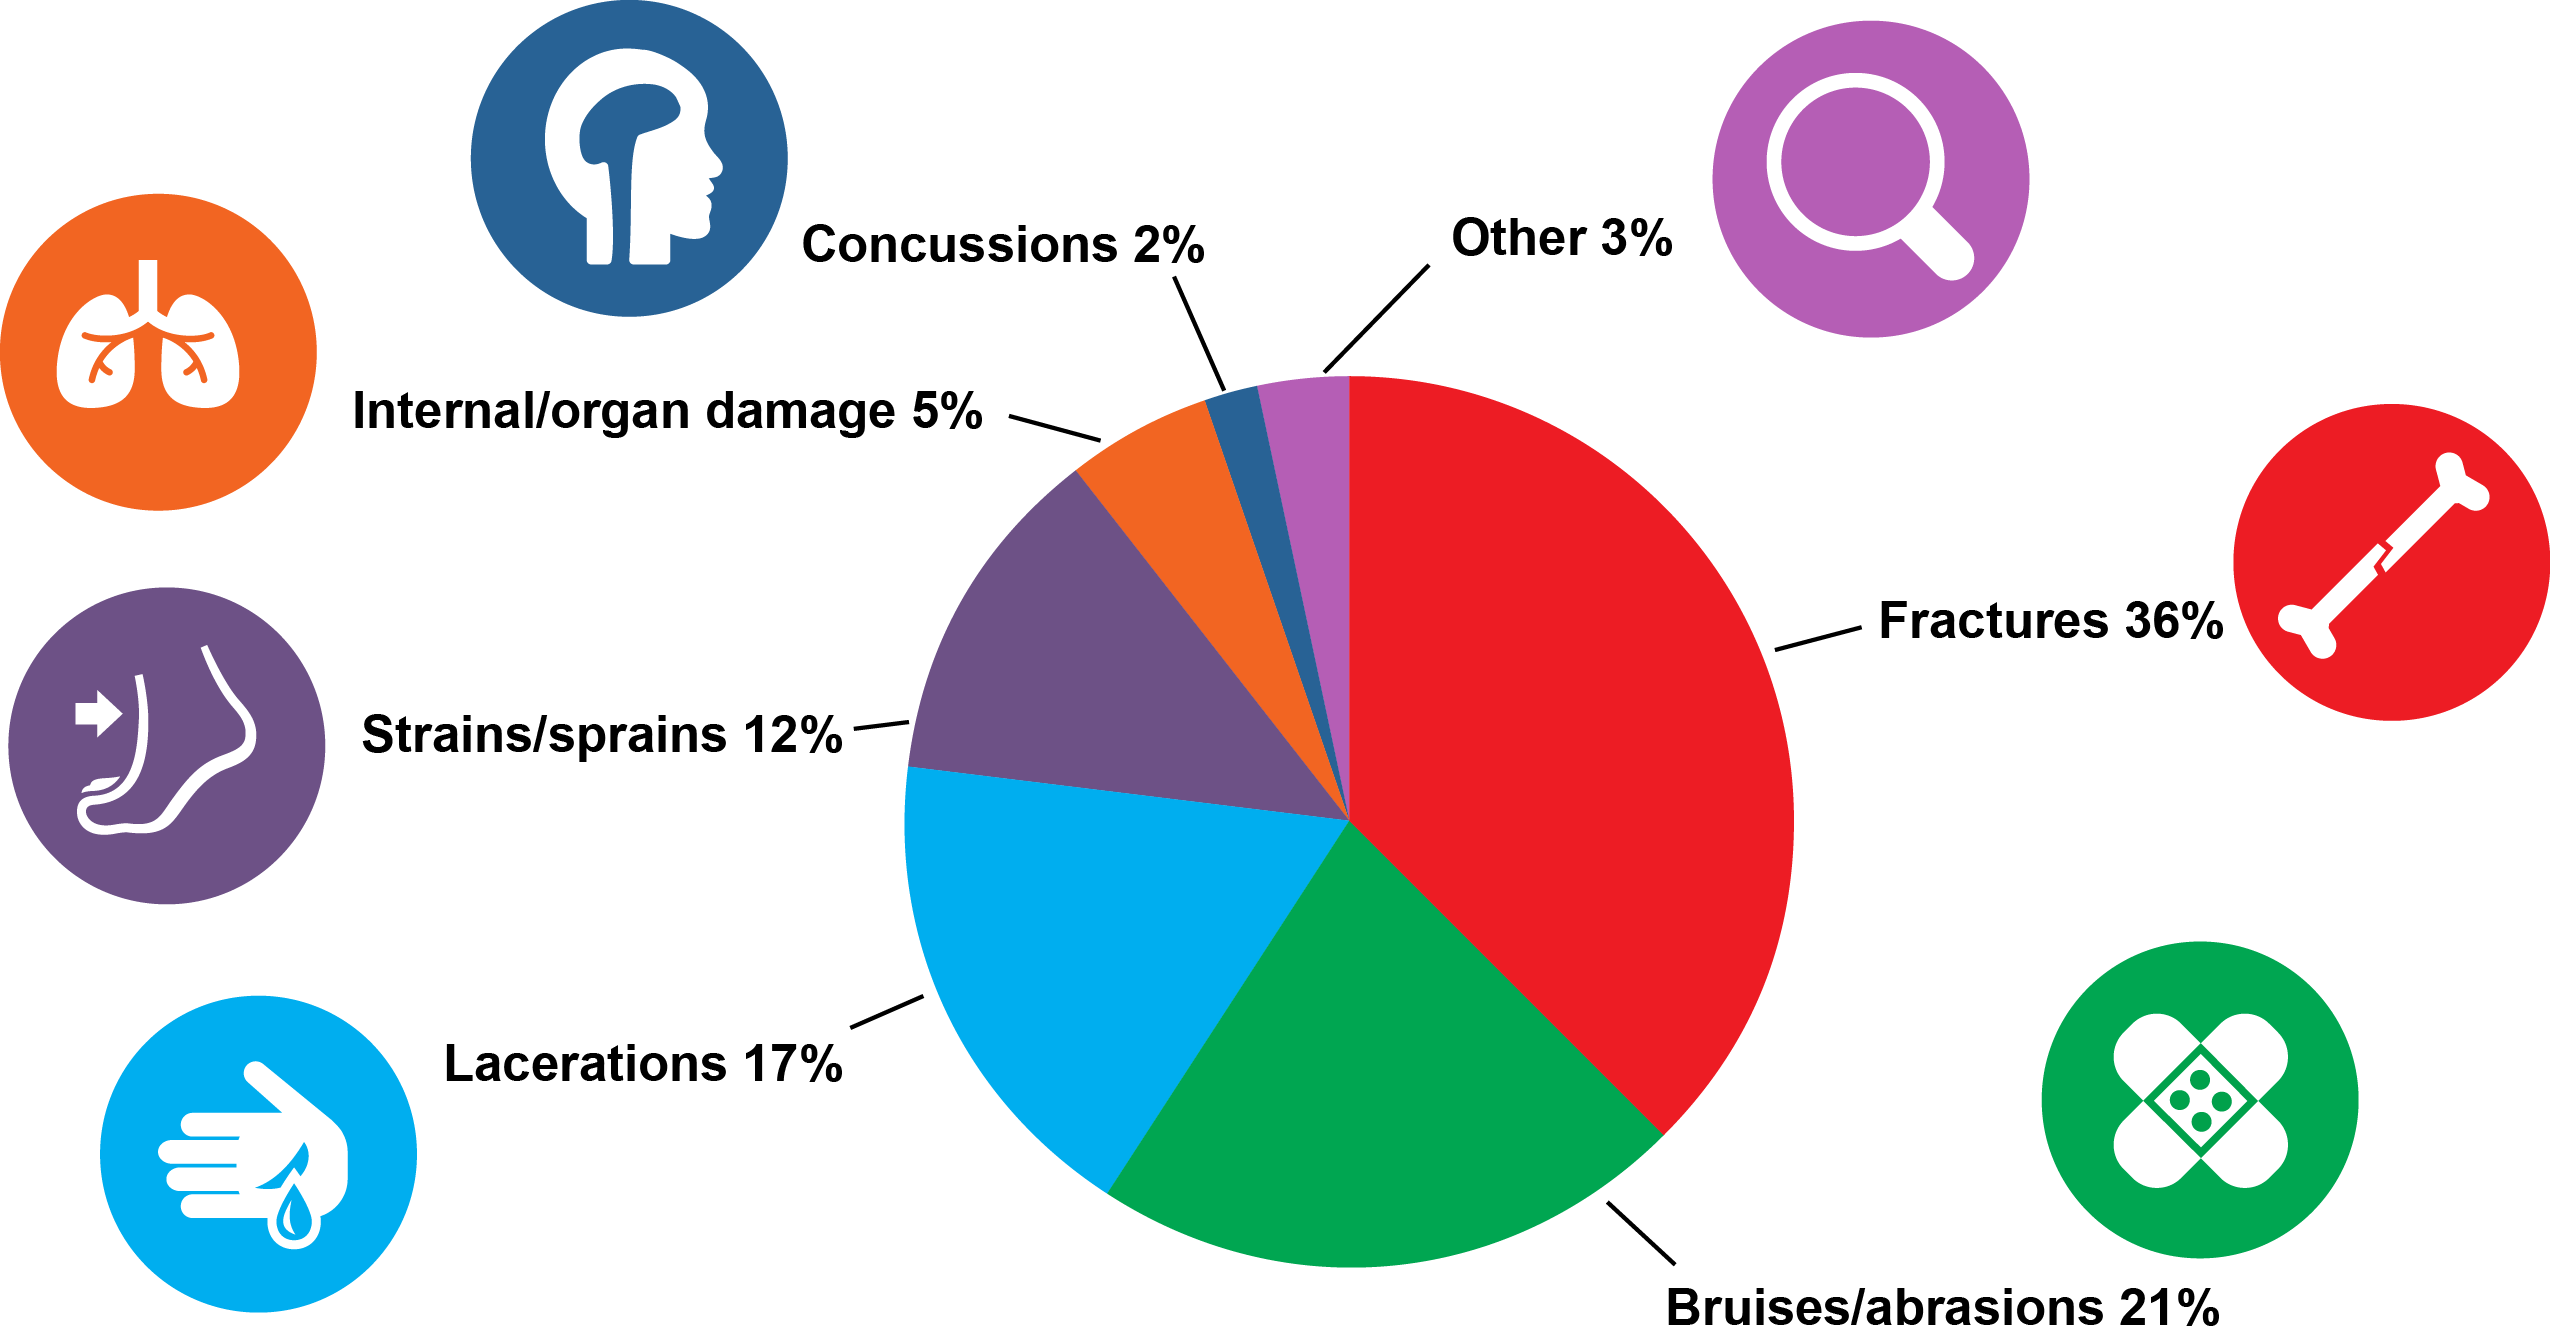 Concussions 2%
Other 3%
Internal/organ damage 5%
Fractures 36%
Strains/sprains 12%
Lacerations 17%
Bruises/abrasions 21%